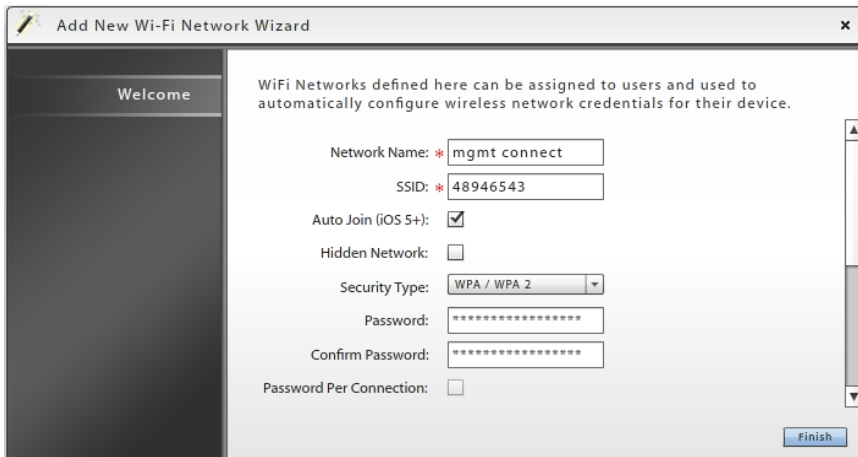 Add New Wi-Fi Network Wizard
Welcome
WiFi Networks defined here can be assigned to users and used to
automatically configure wireless network credentials for their device.
Network Name: * mgmt connect
SSID: * 48946543
Auto Join (iOS 5+):
Hidden Network:
Security Type: WPA / WPA 2
Password: *****************
Confirm Password: *****************
Password Per Connection:
Finish